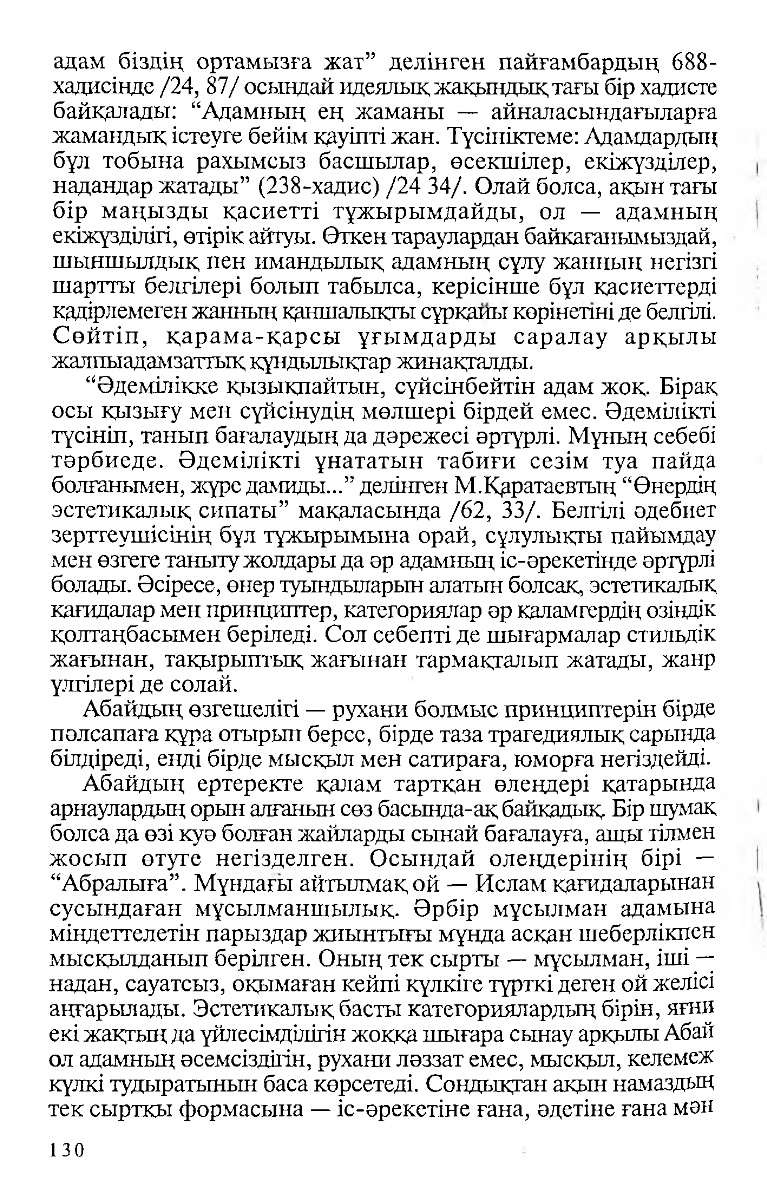 адам біздің ортамызға жат” делінген пайғамбардың 688-
хадисінде /24, 87/ осындай идеялық жақындық тағы бір хадисте
байқалады: “Адамның ең жаманы — айналасындағыларға
жамандық істеуге бейім қауіпті жан. Түсініктеме: Адамдардың
бұл тобына рахымсыз басшылар, өсекшілер, екіжүзділер,
надандар жатады” (238-хадис) /24 34/. Олай болса, ақын тағы
бір маңызды қасиетті тұжырымдайды, ол — адамның
екіжүзділігі, өтірік айтуы. Өткен тараулардан байқағанымыздай,
шыншылдық пен имандылық адамның сұлу жанның негізгі
шартты белгілері болып табылса, керісінше бұл қасиеттерді
қадірлемеген жанның қаншалықты сұрқайы көрінетіні де белгілі.
Сөйтіп, қарама-қарсы ұғымдарды саралау арқылы
жалпыадамзаттық құндылықтар жинақталды.
“Әдемілікке қызықпайтын, сүйсінбейтін адам жоқ. Бірақ
осы қызығу мен сүйсінудің мөлшері бірдей емес. Әдемілікті
түсініп, танып бағалаудың да дәрежесі әртүрлі. Мұның себебі
тәрбиеде. Әдемілікті ұнататын табиғи сезім туа пайда
болғанымен, жүре дамиды...” делінген М.Қаратаевтың “Өнердің
эстетикалық сипаты” мақаласында /62, 33/. Белгілі әдебиет
зерттеушісінің бұл тұжырымына орай, сұлулықты пайымдау
мен өзгеге таныту жолдары да әр адамның іс-әрекетінде әртүрлі
болады. Әсіресе, өнер туындыларын алатын болсақ, эстетикалық
қағидалар мен принциптер, категориялар әр қаламгердің өзіндік
қолтаңбасымен беріледі. Сол себепті де шығармалар стильдік
жағынан, тақырыптық жағынан тармақталып жатады, жанр
үлгілері де солай.
Абайдың өзгешелігі — рухани болмыс принциптерін бірде
пәлсапаға құра отырып берсе, бірде таза трагедиялық сарында
білдіреді, енді бірде мысқыл мен сатираға, юморға негіздейді.
Абайдың ертеректе қалам тартқан өлеңдері қатарында
арнаулардың орын алғанын сөз басында-ақ байқадық. Бір шумақ
болса да өзі куә болған жайларды сынай бағалауға, ащы тілмен
жосып өтуге негізделген. Осындай өлеңдерінің бірі —
“Абралыға”. Мұндағы айтылмақ ой — Ислам қағидаларынан
сусындаған мұсылманшылық. Әрбір мұсылман адамына
міндеттелетін парыздар жиынтығы мұнда асқан шеберлікпен
мысқылданып берілген. Оның тек сырты — мұсылман, іші —
надан, сауатсыз, оқымаған кейпі күлкіге түрткі деген ой желісі
аңғарылады. Эстетикалық басты категориялардың бірін, яғни
екі жақтың да үйлесімділігін жоққа шығара сынау арқылы Абай
ол адамның әсемсіздігін, рухани ләззат емес, мысқыл, келемеж
күлкі тудыратынын баса көрсетеді. Сондықтан ақын намаздың
тек сыртқы формасына — іс-әрекетіне ғана, әдетіне ғана мән
130